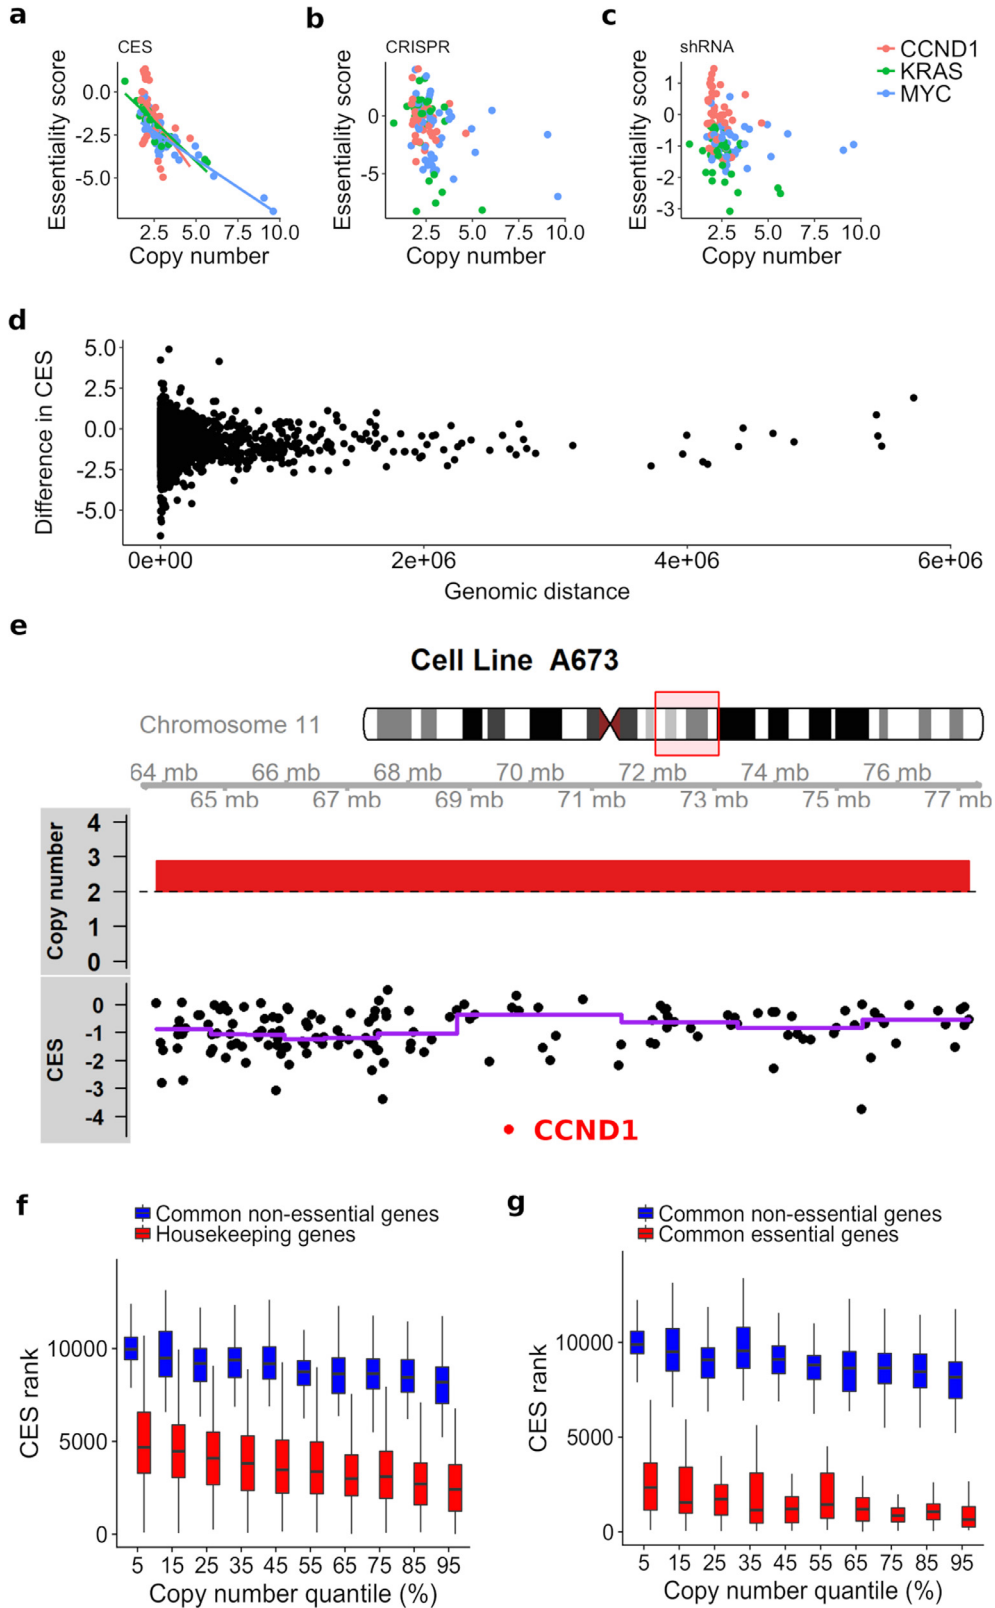 a
CES
Essentiality score
0.0
-2.5
-5.0
2.5 5.0 7.5 10.0
Copy number
b
CRISPR
Essentiality score
0
-5
2.5 5.0 7.5 10.0
Copy number
c
shRNA
Essentiality score
1
0
-1
-2
-3
2.5 5.0 7.5 10.0
Copy number
CCND1
KRAS
MYC
d
Difference in CES
5.0
2.5
0.0
-2.5
-5.0
0e+00 2e+06 4e+06 6e+06
Genomic distance
e
Cell Line A673
Chromosome 11
64 mb 66 mb 68 mb 70 mb 72 mb 74 mb 76 mb
65 mb 67 mb 69 mb 71 mb 73 mb 75 mb 77 mb
Copy number
4
3
2
1
0
CES
0
-1
-2
-3
-4
CCND1
f
Common non-essential genes
Housekeeping genes
CES rank
10000
5000
0
5 15 25 35 45 55 65 75 85 95
Copy number quantile (%)
g
Common non-essential genes
Common essential genes
CES rank
10000
5000
0
5 15 25 35 45 55 65 75 85 95
Copy number quantile (%)